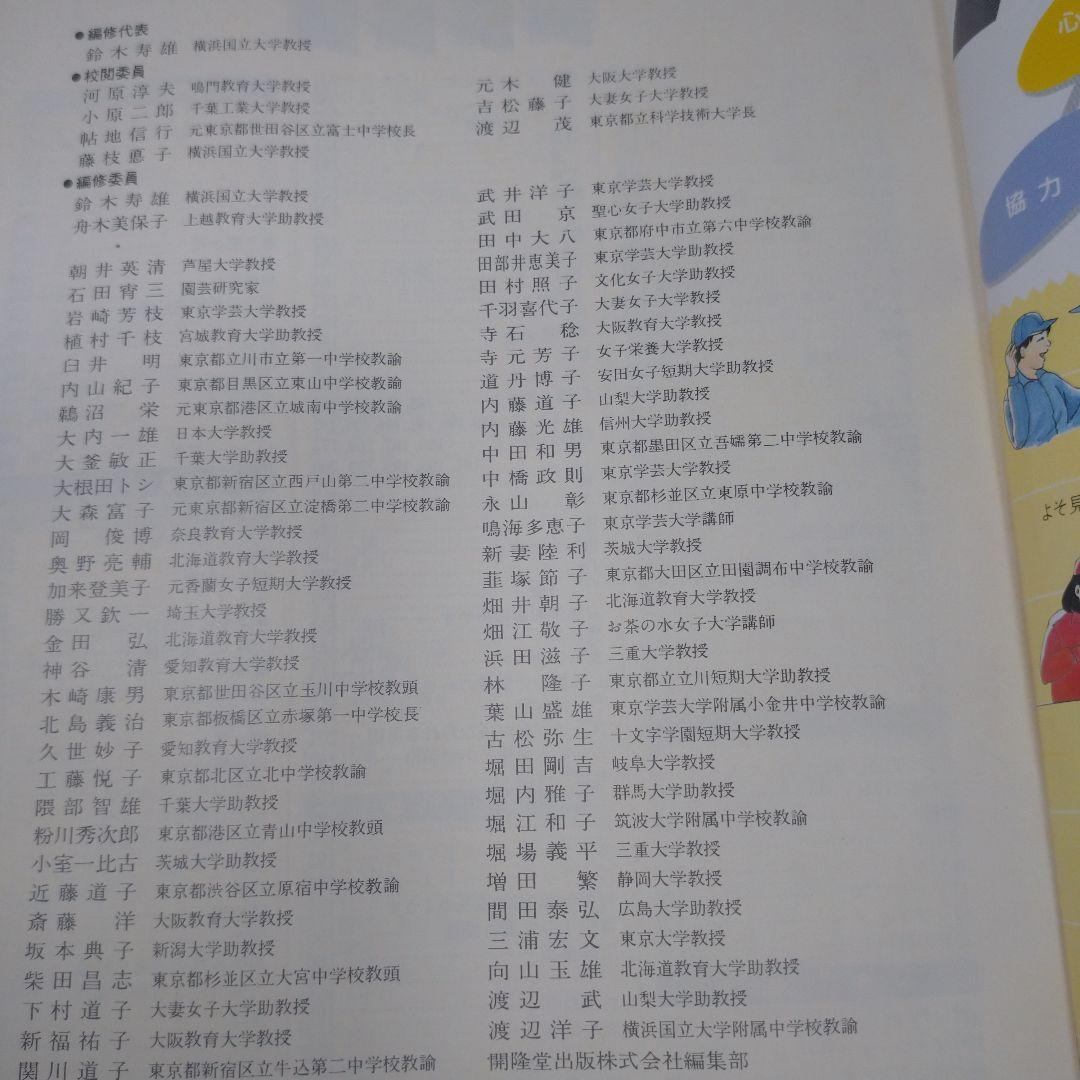 ●編修代表
鈴木寿雄 横浜国立大学教授
●校閲委員
河原淳夫 鳴門教育大学教授
小原二郎 千葉工業大学教授
帖地信行 元東京都世田谷区立富士中学校長
藤枝悳子 横浜国立大学教授
元木健 大阪大学教授
吉松藤子 大妻女子大学教授
渡辺茂 東京都立科学技術大学長
●編修委員
鈴木寿雄 横浜国立大学教授
舟木美保子 上越教育大学助教授
朝井英清 芦屋大学教授
石田宵三 園芸研究家
岩崎芳枝 東京学芸大学教授
植村千枝 宮城教育大学助教授
臼井明 東京都立川市立第一中学校教諭
内山紀子 東京都目黒区立東山中学校教諭
鵜沼栄 元東京都港区立城南中学校教諭
大内一雄 日本大学教授
大釜敏正 千葉大学助教授
大根田トシ 東京都新宿区立西戸山第二中学校教諭
大森富子 元東京都新宿区立淀橋第二中学校教諭
岡俊博 奈良教育大学教授
奥野亮輔 北海道教育大学教授
加来登美子 元香蘭女子短期大学教授
勝又欽一 埼玉大学教授
金田弘 北海道教育大学教授
神谷清 愛知教育大学教授
木崎康男 東京都世田谷区立玉川中学校教頭
北島義治 東京都板橋区立赤塚第一中学校長
久世妙子 愛知教育大学教授
工藤悦子 東京都北区立北中学校教諭
隈部智雄 千葉大学助教授
粉川秀次郎 東京都港区立青山中学校教頭
小室一比古 茨城大学助教授
近藤道子 東京都渋谷区立原宿中学校教諭
斎藤洋 大阪教育大学教授
坂本典子 新潟大学助教授
柴田昌志 東京都杉並区立大宮中学校教頭
下村道子 大妻女子大学助教授
新福祐子 大阪教育大学教授
関川道子 東京都新宿区立牛込第二中学校教諭
武井洋子 東京学芸大学教授
武田京 聖心女子大学助教授
田中大八 東京都府中市立第六中学校教諭
田部井恵美子 東京学芸大学助教授
田村照子 文化女子大学助教授
千羽喜代子 大妻女子大学教授
寺石稔 大阪教育大学教授
寺元芳子 女子栄養大学教授
道丹博子 安田女子短期大学助教授
内藤道子 山梨大学助教授
内藤光雄 信州大学助教授
中田和男 東京都墨田区立吾嬬第二中学校教諭
中橋政則 東京学芸大学教授
永山彰 東京都杉並区立東原中学校教諭
鳴海多恵子 東京学芸大学講師
新妻陸利 茨城大学教授
韮塚節子 東京都大田区立田園調布中学校教諭
畑井朝子 北海道教育大学教授
畑江敬子 お茶の水女子大学講師
浜田滋子 三重大学教授
林隆子 東京都立立川短期大学助教授
葉山盛雄 東京学芸大学附属小金井中学校教諭
古松弥生 十文字学園短期大学教授
堀田剛吉 岐阜大学教授
堀内雅子 群馬大学助教授
堀江和子 筑波大学附属中学校教諭
堀場義平 三重大学教授
増田繁 静岡大学教授
間田泰弘 広島大学助教授
三浦宏文 東京大学教授
向山玉雄 北海道教育大学助教授
渡辺武 山梨大学助教授
渡辺洋子 横浜国立大学附属中学校教諭
開隆堂出版株式会社編集部
心
協力
よそ見